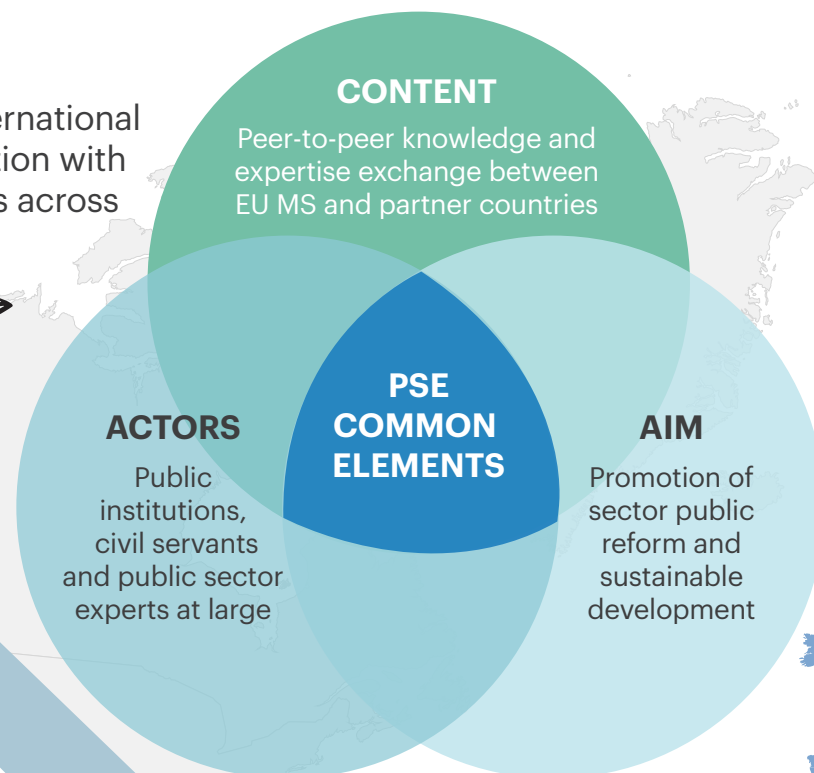 CONTENT
Peer-to-peer knowledge and
expertise exchange between
EU MS and partner countries
with
s across
PSE
COMMON
ELEMENTS
ACTORS
Public
institutions,
civil servants
and public sector
experts at large
AIM
Promotion of
sector public
reform and
sustainable
development